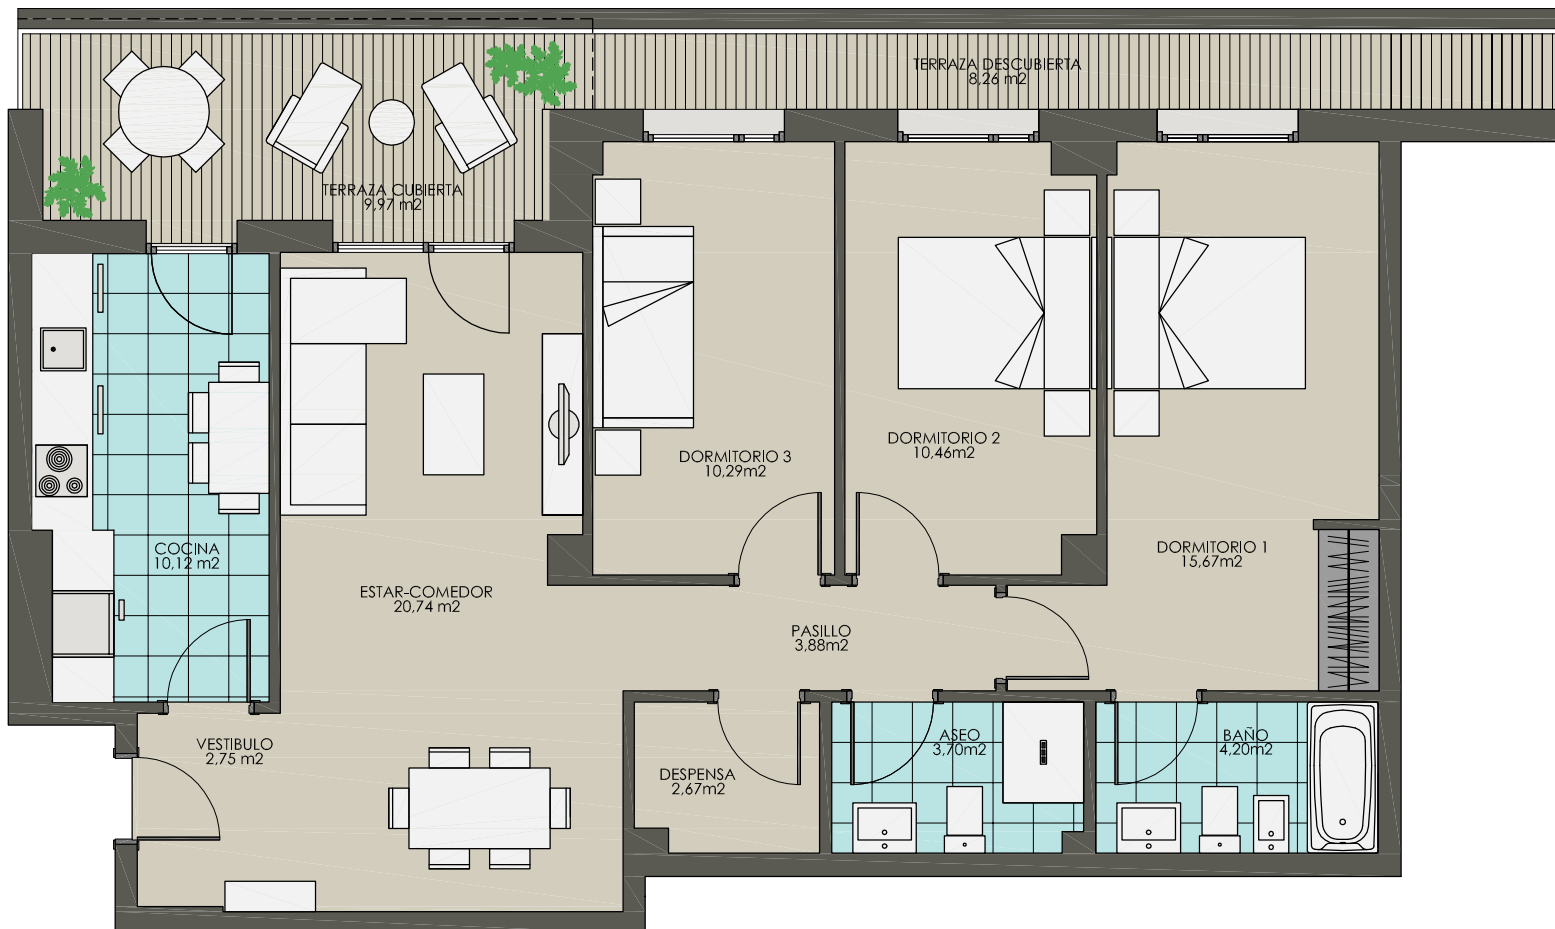 TERRAZA DESCUBIERTA
8,26 m2
TERRAZA CUBIERTA
9,97 m2
DORMITORIO 3
10,29m2
DORMITORIO 2
10,46m2
DORMITORIO 1
15,67m2
COCINA
10,12 m2
ESTAR-COMEDOR
20,74 m2
PASILLO
3,88m2
VESTIBULO
2,75 m2
DESPENSA
2,67m2
ASEO
3,70m2
BAÑO
4,20m2